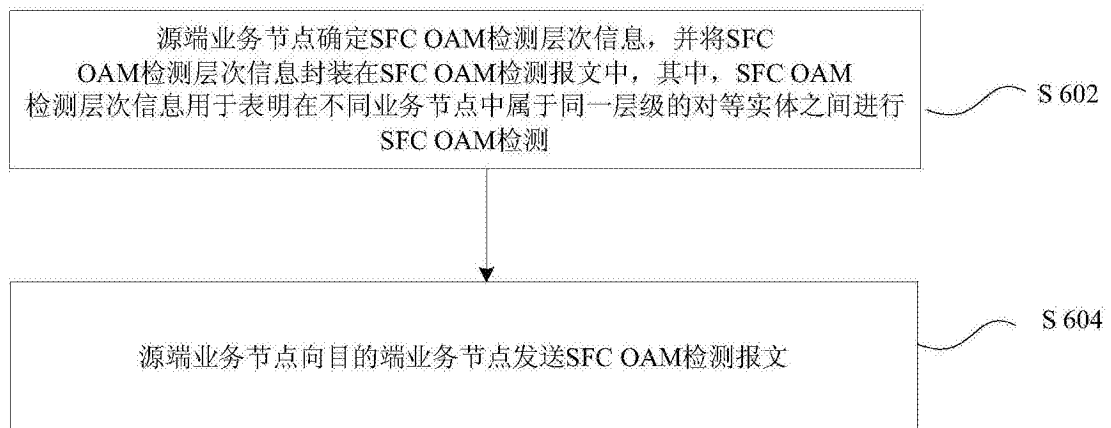 源端业务节点确定SFC OAM检测层次信息，并将SFC
OAM检测层次信息封装在SFC OAM检测报文中，其中，SFC OAM
检测层次信息用于表明在不同业务节点中属于同一层级的对等实体之间进行
SFC OAM检测
S 602
源端业务节点向目的端业务节点发送SFC OAM检测报文
S 604